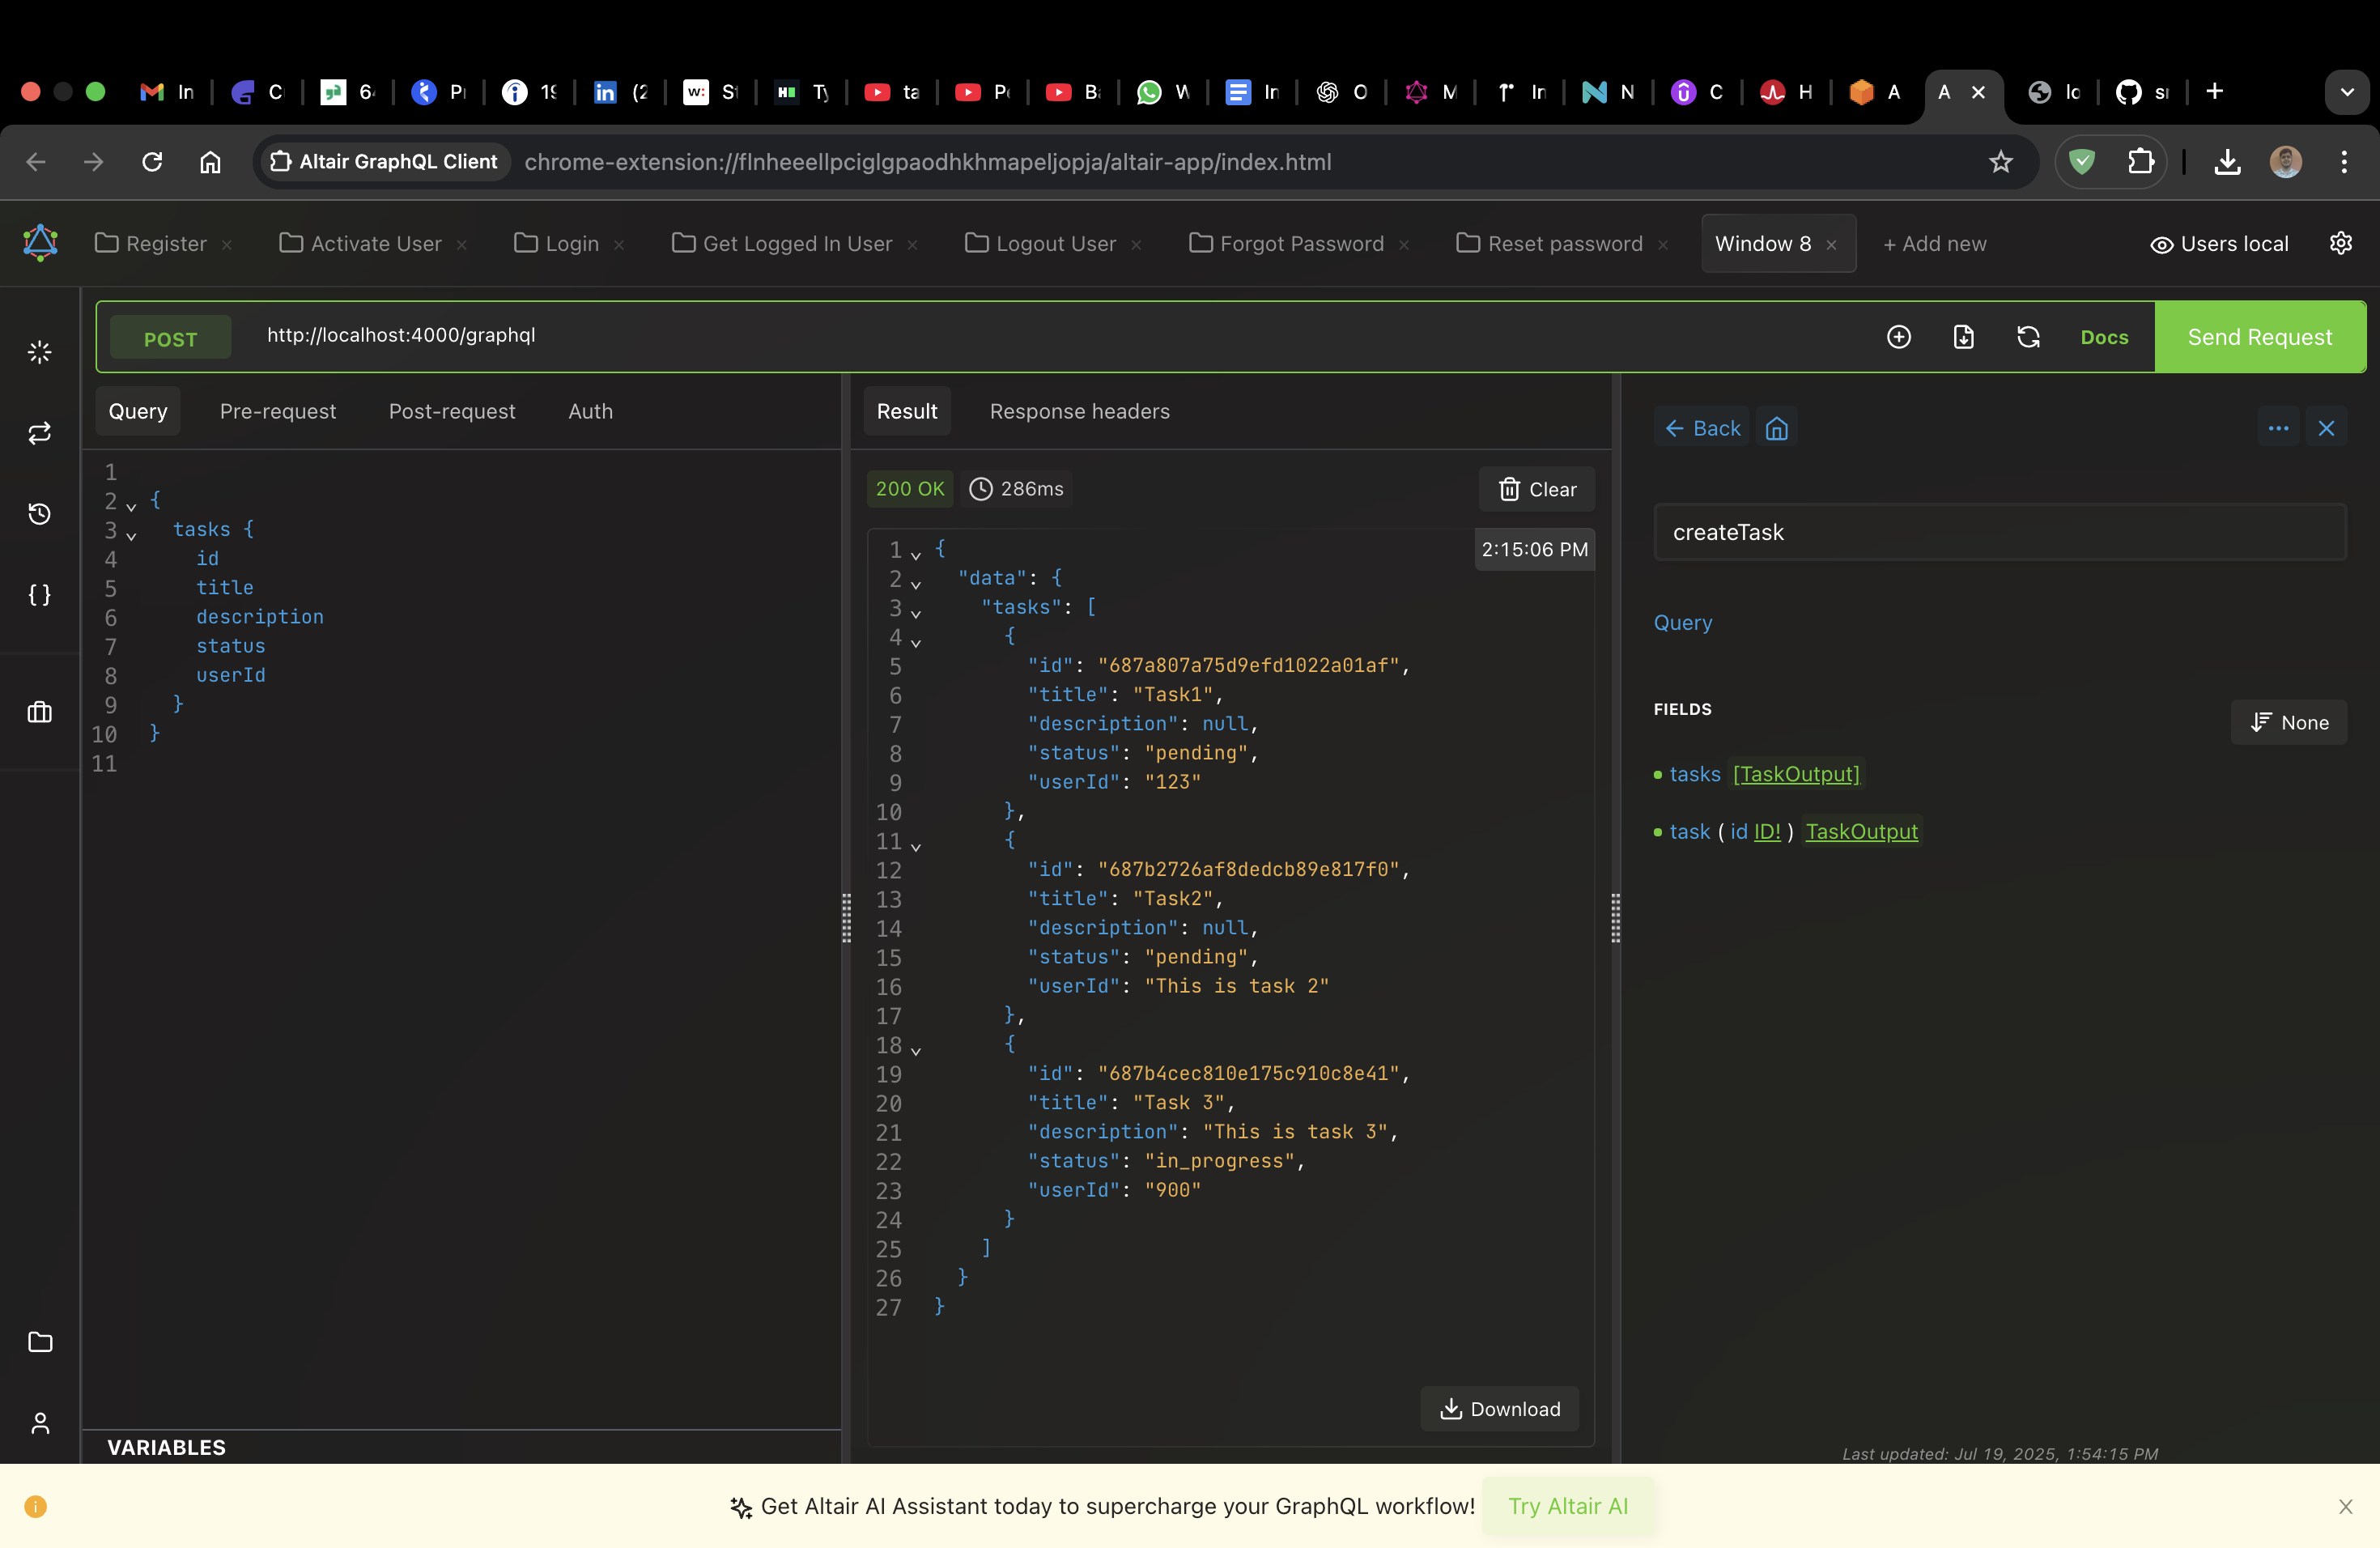 In
C
64
Pr
19
(2
St
Ty
ta
Po
Ba
W
In
O
M
In
N
C
H
A
A
lo
sr
Altair GraphQL Client
chrome-extension://flnheeellpciglgpaodhkhmapeljopja/altair-app/index.html
Register
Activate User
Login
Get Logged In User
Logout User
Forgot Password
Reset password
Window 8
+ Add new
Users local
POST
http://localhost:4000/graphql
Docs
Send Request
Query
Pre-request
Post-request
Auth
1
2 {
3 tasks {
4 id
5 title
6 description
7 status
8 userId
9 }
10 }
11
VARIABLES
Result
Response headers
200 OK
286ms
Clear
2:15:06 PM
1 {
2 "data": {
3 "tasks": [
4 {
5 "id": "687a807a75d9efd1022a01af",
6 "title": "Task1",
7 "description": null,
8 "status": "pending",
9 "userId": "123"
10 },
11 {
12 "id": "687b2726af8dedcb89e817f0",
13 "title": "Task2",
14 "description": null,
15 "status": "pending",
16 "userId": "This is task 2"
17 },
18 {
19 "id": "687b4cec810e175c910c8e41",
20 "title": "Task 3",
21 "description": "This is task 3",
22 "status": "in_progress",
23 "userId": "900"
24 }
25 ]
26 }
27 }
Download
Back
createTask
Query
FIELDS
None
tasks [TaskOutput]
task ( id ID! ) TaskOutput
Last updated: Jul 19, 2025, 1:54:15 PM
Get Altair AI Assistant today to supercharge your GraphQL workflow!
Try Altair AI